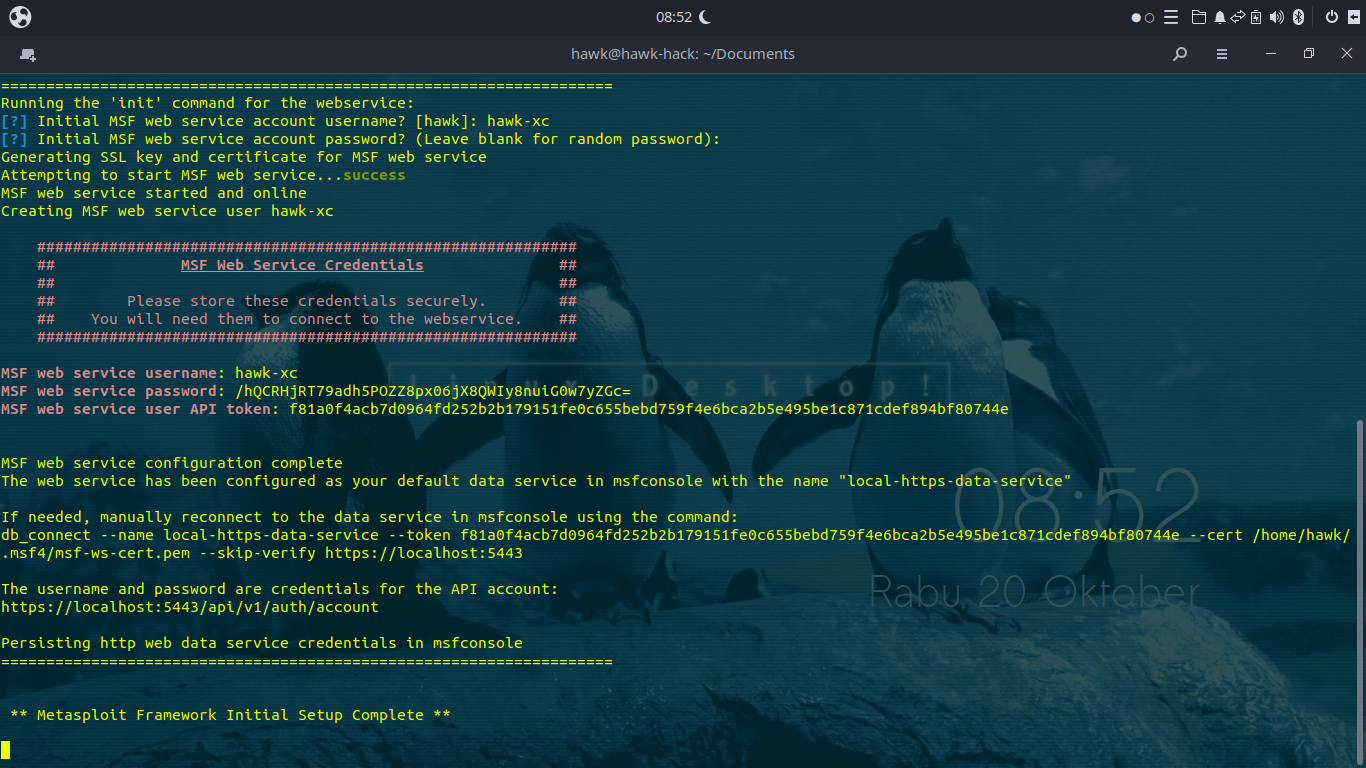 08:52
hawk@hawk-hack: ~/Documents
====================================================================
Running the 'init' command for the webservice:
[?] Initial MSF web service account username? [hawk]: hawk-xc
[?] Initial MSF web service account password? (Leave blank for random password):
Generating SSL key and certificate for MSF web service
Attempting to start MSF web service...success
MSF web service started and online
Creating MSF web service user hawk-xc
############################################################
## MSF Web Service Credentials ##
## ##
## Please store these credentials securely. ##
## You will need them to connect to the webservice. ##
############################################################
MSF web service username: hawk-xc
MSF web service password: /hQCRHjRT79adh5POZZ8px06jX8QWIy8nuiG0w7yZGc=
MSF web service user API token: f81a0f4acb7d0964fd252b2b179151fe0c655bebd759f4e6bca2b5e495be1c871cdef894bf80744e
Linux Desktop!
MSF web service configuration complete
The web service has been configured as your default data service in msfconsole with the name "local-https-data-service"
If needed, manually reconnect to the data service in msfconsole using the command:
db_connect --name local-https-data-service --token f81a0f4acb7d0964fd252b2b179151fe0c655bebd759f4e6bca2b5e495be1c871cdef894bf80744e --cert /home/hawk/
.msf4/msf-ws-cert.pem --skip-verify https://localhost:5443
08:52
The username and password are credentials for the API account:
https://localhost:5443/api/v1/auth/account
Rabu 20 Oktober
Persisting http web data service credentials in msfconsole
====================================================================
** Metasploit Framework Initial Setup Complete **